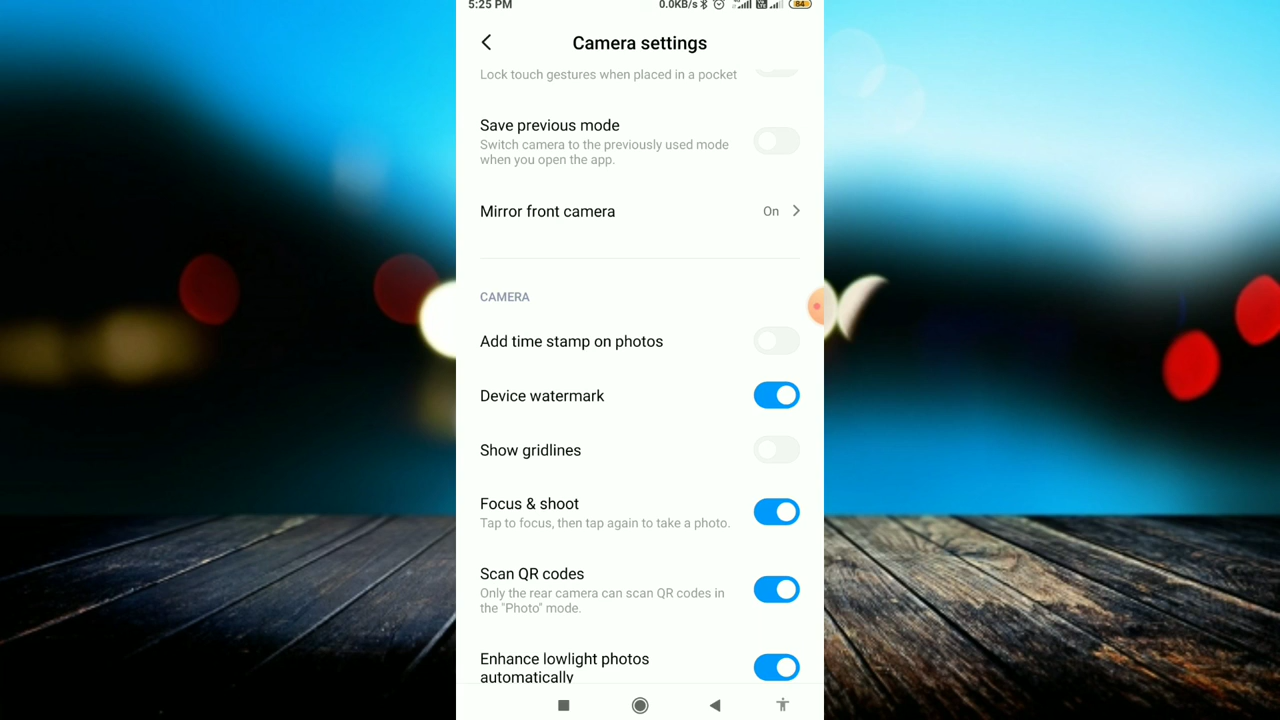 5:25 PM 0.0KB/s 84
Camera settings
Lock touch gestures when placed in a pocket
Save previous mode
Switch camera to the previously used mode
when you open the app.
Mirror front camera On
CAMERA
Add time stamp on photos
Device watermark
Show gridlines
Focus & shoot
Tap to focus, then tap again to take a photo.
Scan QR codes
Only the rear camera can scan QR codes in
the "Photo" mode.
Enhance lowlight photos
automatically